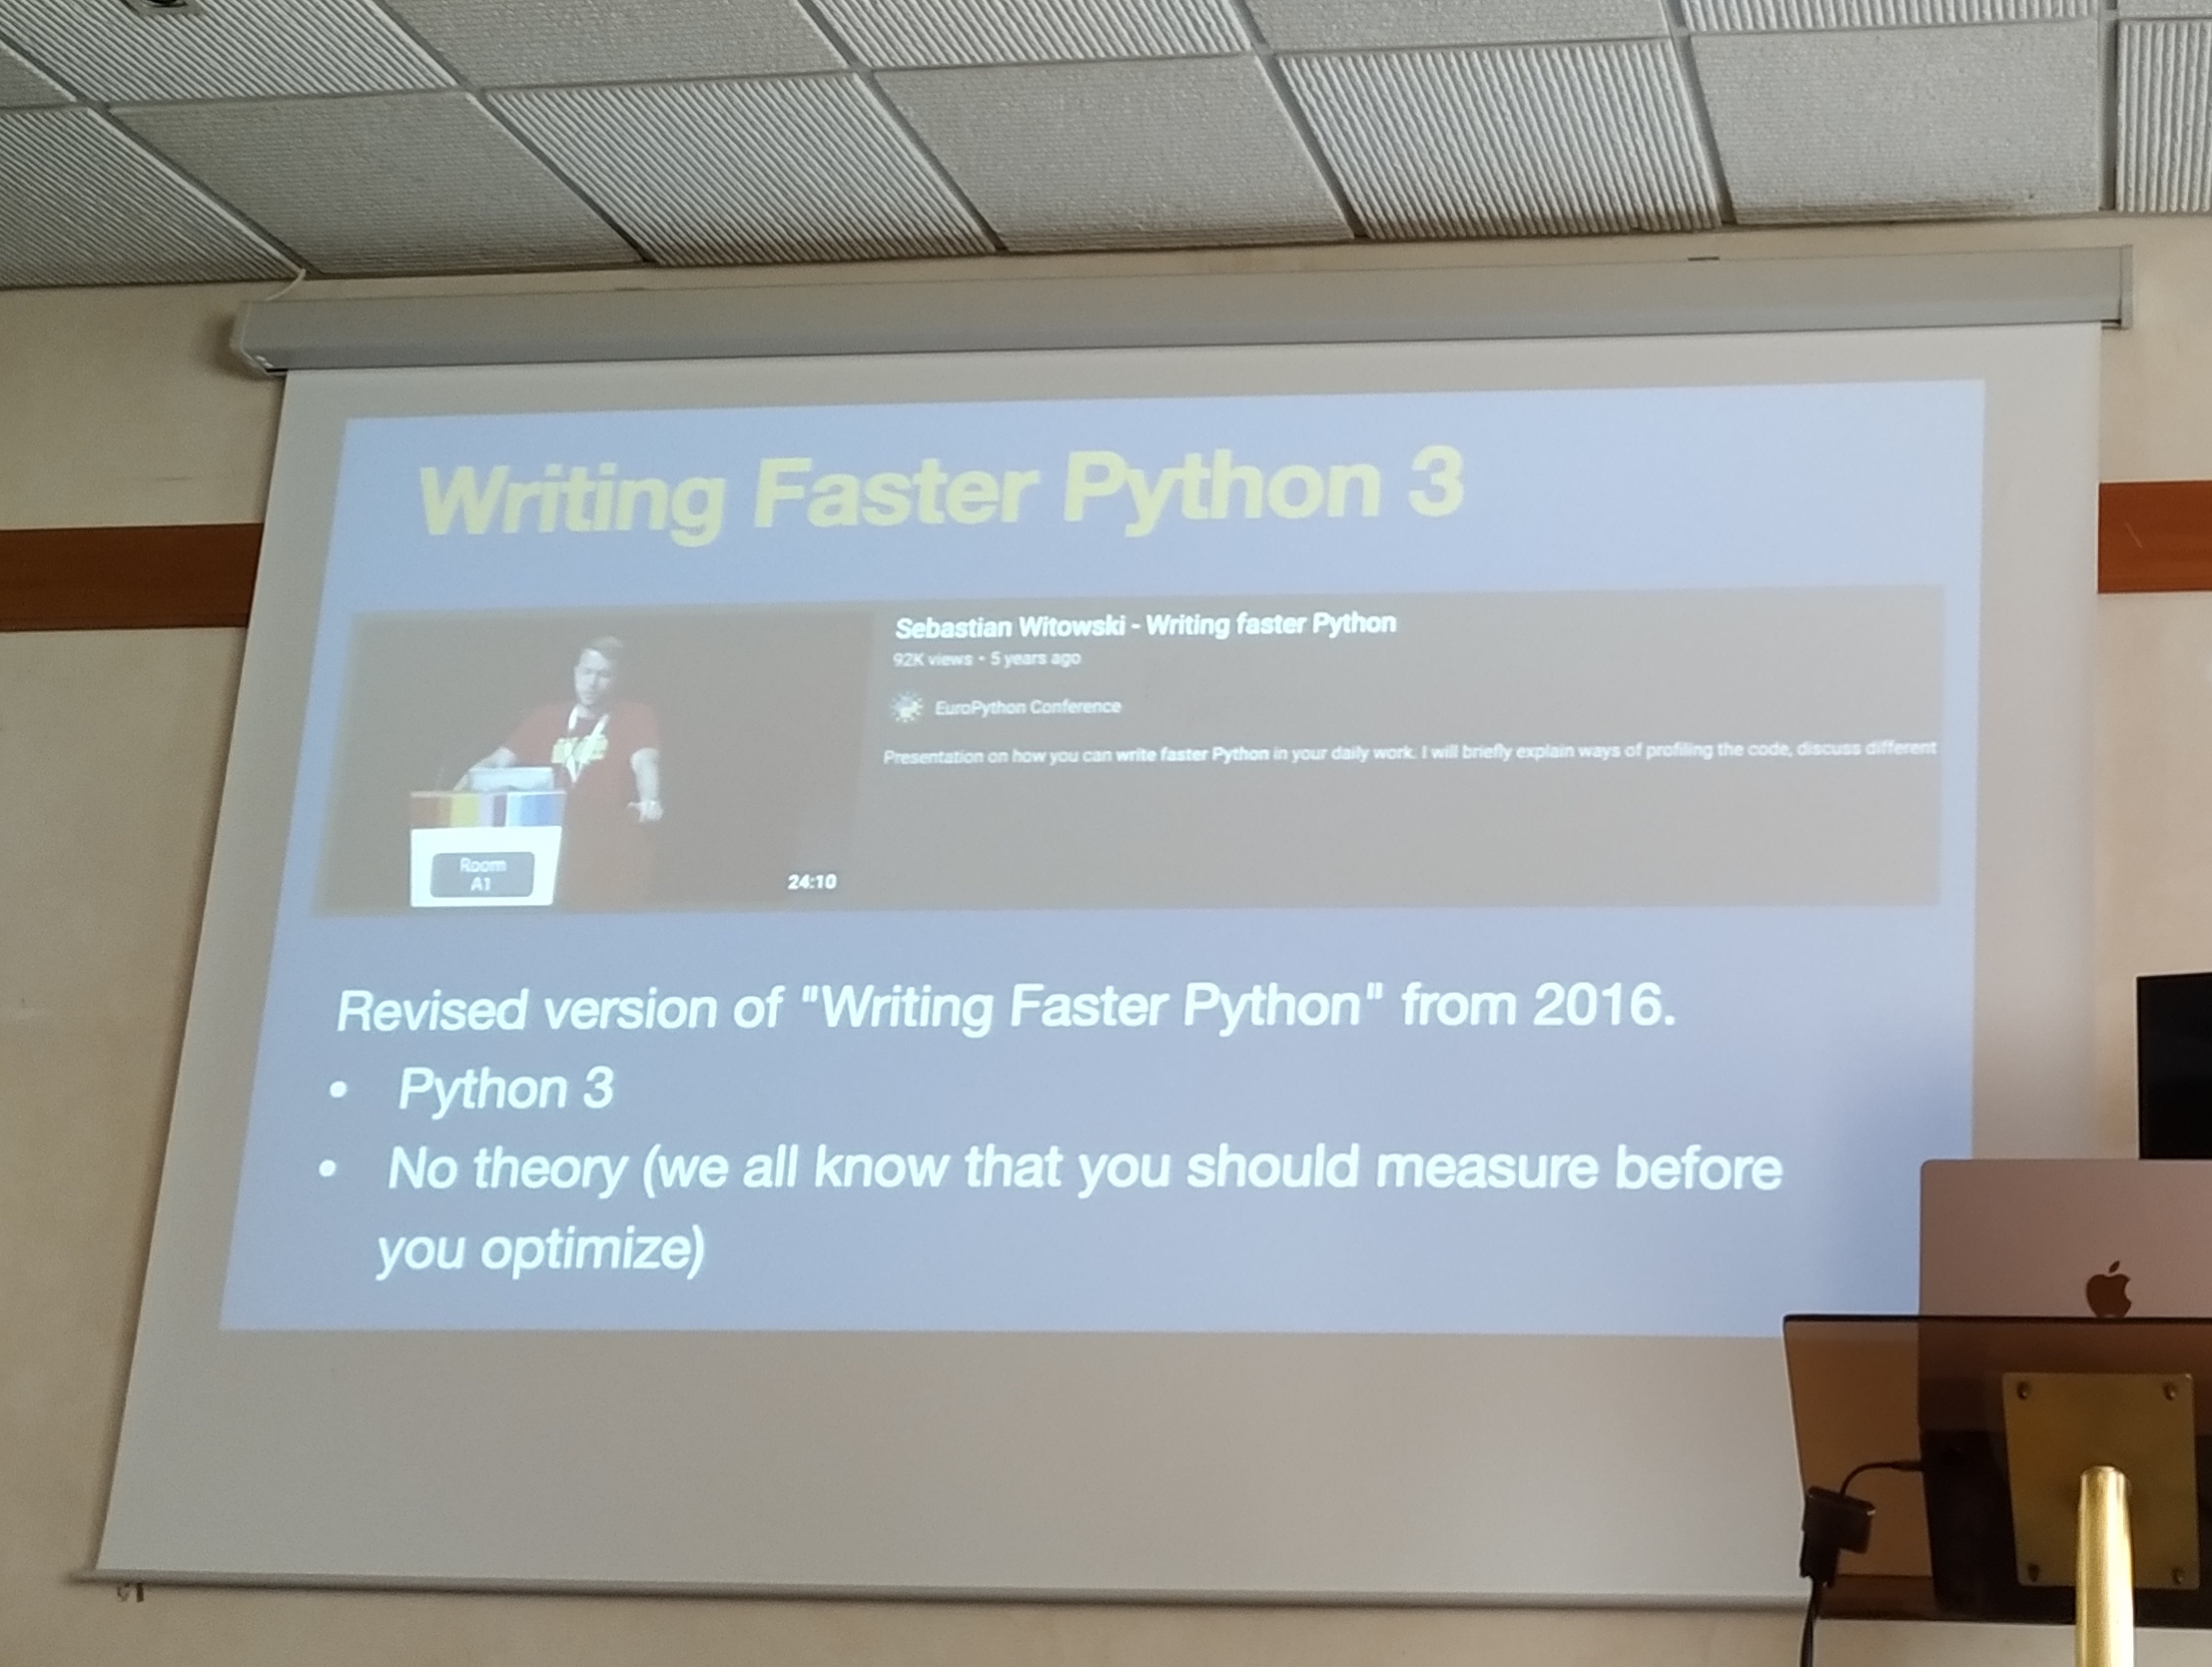 Writing Faster Python 3
Sebastian Witowski - Writing faster Python
92K views • 5 years ago
EuroPython Conference
Presentation on how you can write faster Python in your daily work. I will briefly explain ways of profiling the code, discuss different
Room
A1
24:10
Revised version of "Writing Faster Python" from 2016.
• Python 3
• No theory (we all know that you should measure before
you optimize)